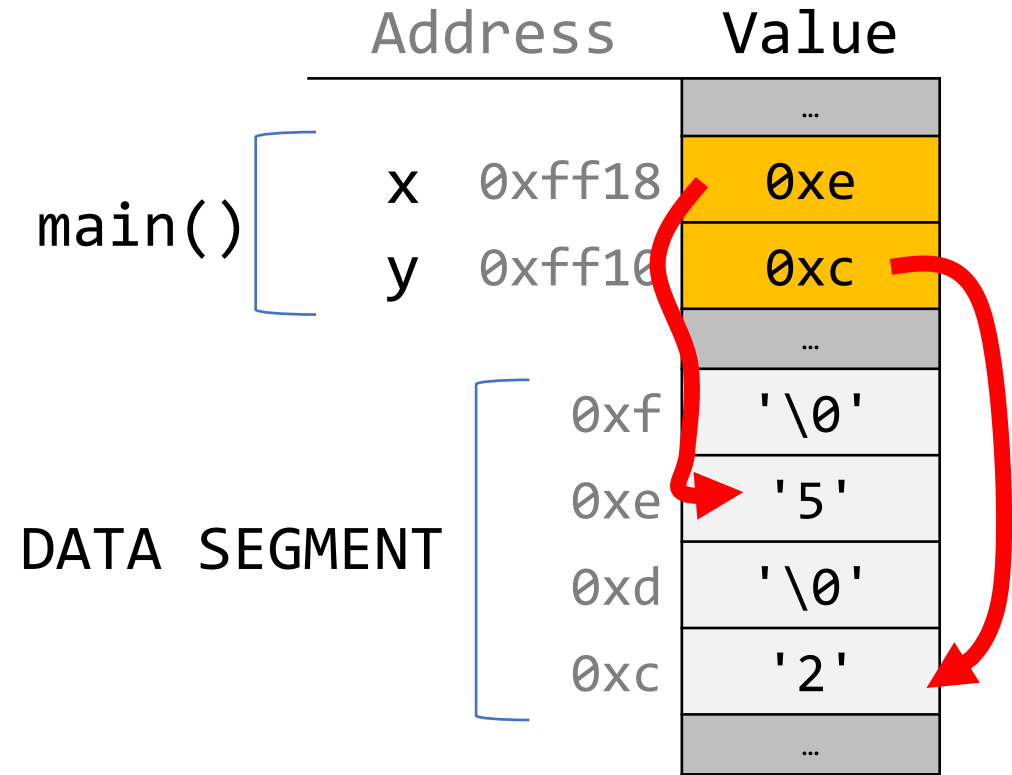 Address Value
…
x 0xff18 0xe
main()
y 0xff10 0xc
…
0xf '\0'
0xe '5'
DATA SEGMENT
0xd '\0'
0xc '2'
…